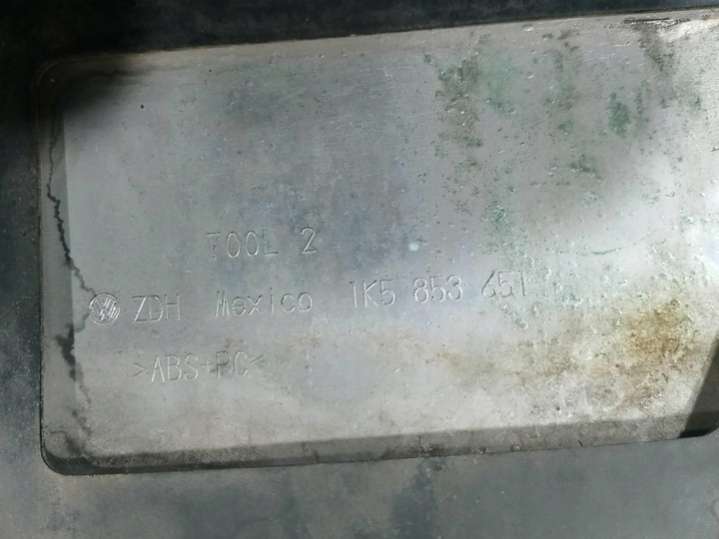 TOOL 2
ZDH Mexico 1K5 853 651
>ABS+PC<